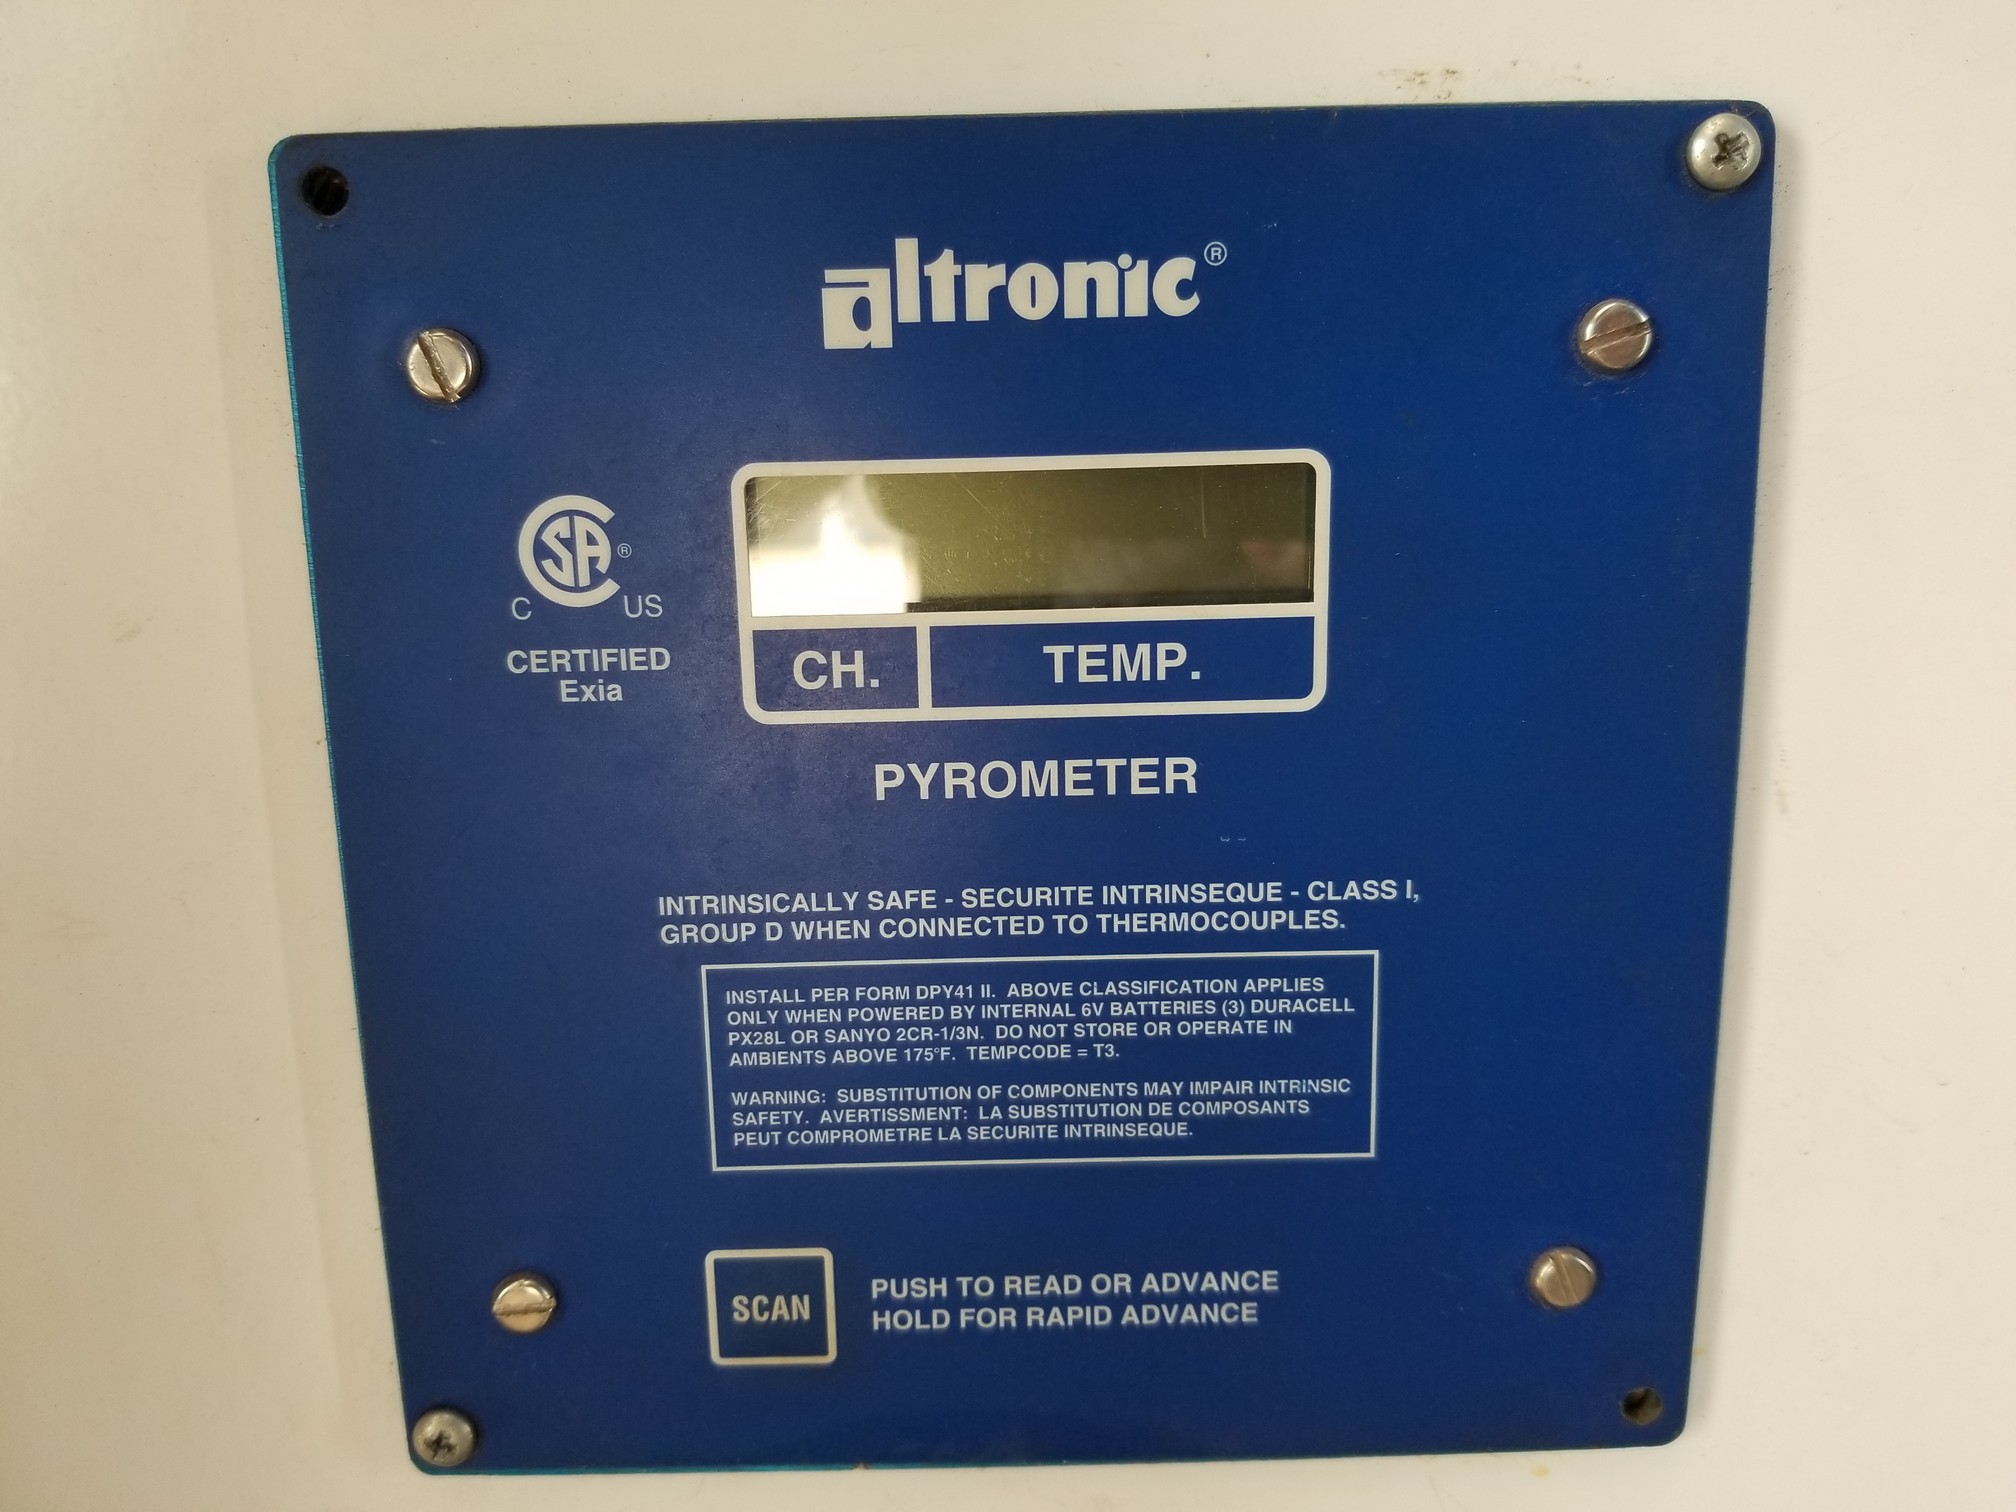 altronic®
CSA®
C US
CERTIFIED
Exia
CH. TEMP.
PYROMETER
INTRINSICALLY SAFE - SECURITE INTRINSEQUE - CLASS I,
GROUP D WHEN CONNECTED TO THERMOCOUPLES.
INSTALL PER FORM DPY41 II. ABOVE CLASSIFICATION APPLIES
ONLY WHEN POWERED BY INTERNAL 6V BATTERIES (3) DURACELL
PX28L OR SANYO 2CR-1/3N. DO NOT STORE OR OPERATE IN
AMBIENTS ABOVE 175°F. TEMPCODE = T3.
WARNING: SUBSTITUTION OF COMPONENTS MAY IMPAIR INTRINSIC
SAFETY. AVERTISSMENT: LA SUBSTITUTION DE COMPOSANTS
PEUT COMPROMETRE LA SECURITE INTRINSEQUE.
SCAN
PUSH TO READ OR ADVANCE
HOLD FOR RAPID ADVANCE